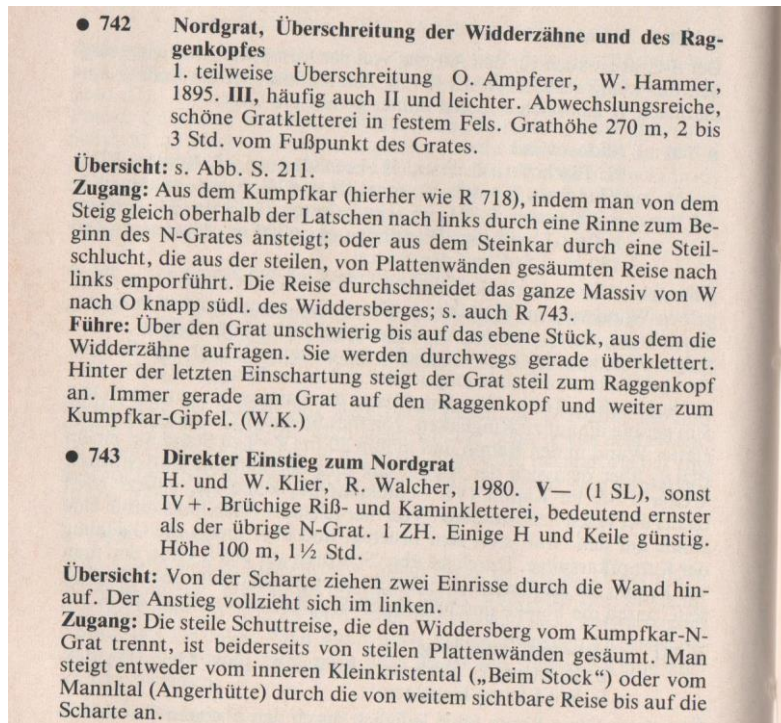 ● 742 Nordgrat, Überschreitung der Widderzähne und des Rag-
genkopfes
1. teilweise Überschreitung O. Ampferer, W. Hammer,
1895. III, häufig auch II und leichter. Abwechslungsreiche,
schöne Gratkletterei in festem Fels. Grathöhe 270 m, 2 bis
3 Std. vom Fußpunkt des Grates.
Übersicht: s. Abb. S. 211.
Zugang: Aus dem Kumpfkar (hierher wie R 718), indem man von dem
Steig gleich oberhalb der Latschen nach links durch eine Rinne zum Be-
ginn des N-Grates ansteigt; oder aus dem Steinkar durch eine Steil-
schlucht, die aus der steilen, von Plattenwänden gesäumten Reise nach
links emporführt. Die Reise durchschneidet das ganze Massiv von W
nach O knapp südl. des Widdersberges; s. auch R 743.
Führe: Über den Grat unschwierig bis auf das ebene Stück, aus dem die
Widderzähne aufragen. Sie werden durchwegs gerade überklettert.
Hinter der letzten Einschartung steigt der Grat steil zum Raggenkopf
an. Immer gerade am Grat auf den Raggenkopf und weiter zum
Kumpfkar-Gipfel. (W.K.)
● 743 Direkter Einstieg zum Nordgrat
H. und W. Klier, R. Walcher, 1980. V— (1 SL), sonst
IV+. Brüchige Riß- und Kaminkletterei, bedeutend ernster
als der übrige N-Grat. 1 ZH. Einige H und Keile günstig.
Höhe 100 m, 1½ Std.
Übersicht: Von der Scharte ziehen zwei Einrisse durch die Wand hin-
auf. Der Anstieg vollzieht sich im linken.
Zugang: Die steile Schuttreise, die den Widdersberg vom Kumpfkar-N-
Grat trennt, ist beiderseits von steilen Plattenwänden gesäumt. Man
steigt entweder vom inneren Kleinkristental („Beim Stock“) oder vom
Mannltal (Angerhütte) durch die von weitem sichtbare Reise bis auf die
Scharte an.